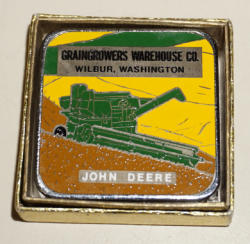 GRAINGROWERS WAREHOUSE CO.
WILBUR, WASHINGTON
JOHN DEERE